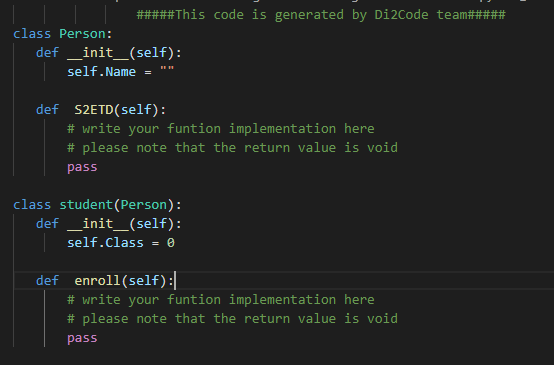 #####This code is generated by Di2Code team#####
class Person:
def __init__(self):
self.Name = ""
def  S2ETD(self):
# write your funtion implementation here
# please note that the return value is void
pass
class student(Person):
def __init__(self):
self.Class = 0
def  enroll(self):
# write your funtion implementation here
# please note that the return value is void
pass